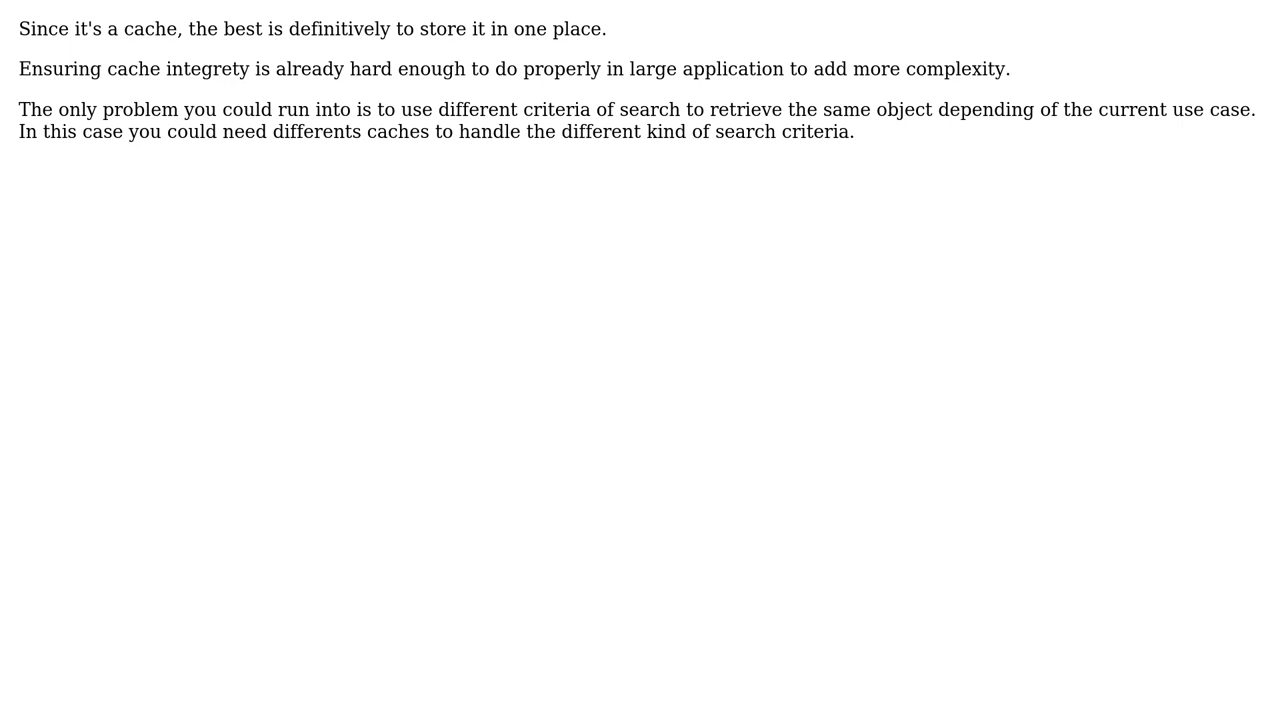 Since it's a cache, the best is definitively to store it in one place.
Ensuring cache integrety is already hard enough to do properly in large application to add more complexity.
The only problem you could run into is to use different criteria of search to retrieve the same object depending of the current use case.
In this case you could need differents caches to handle the different kind of search criteria.